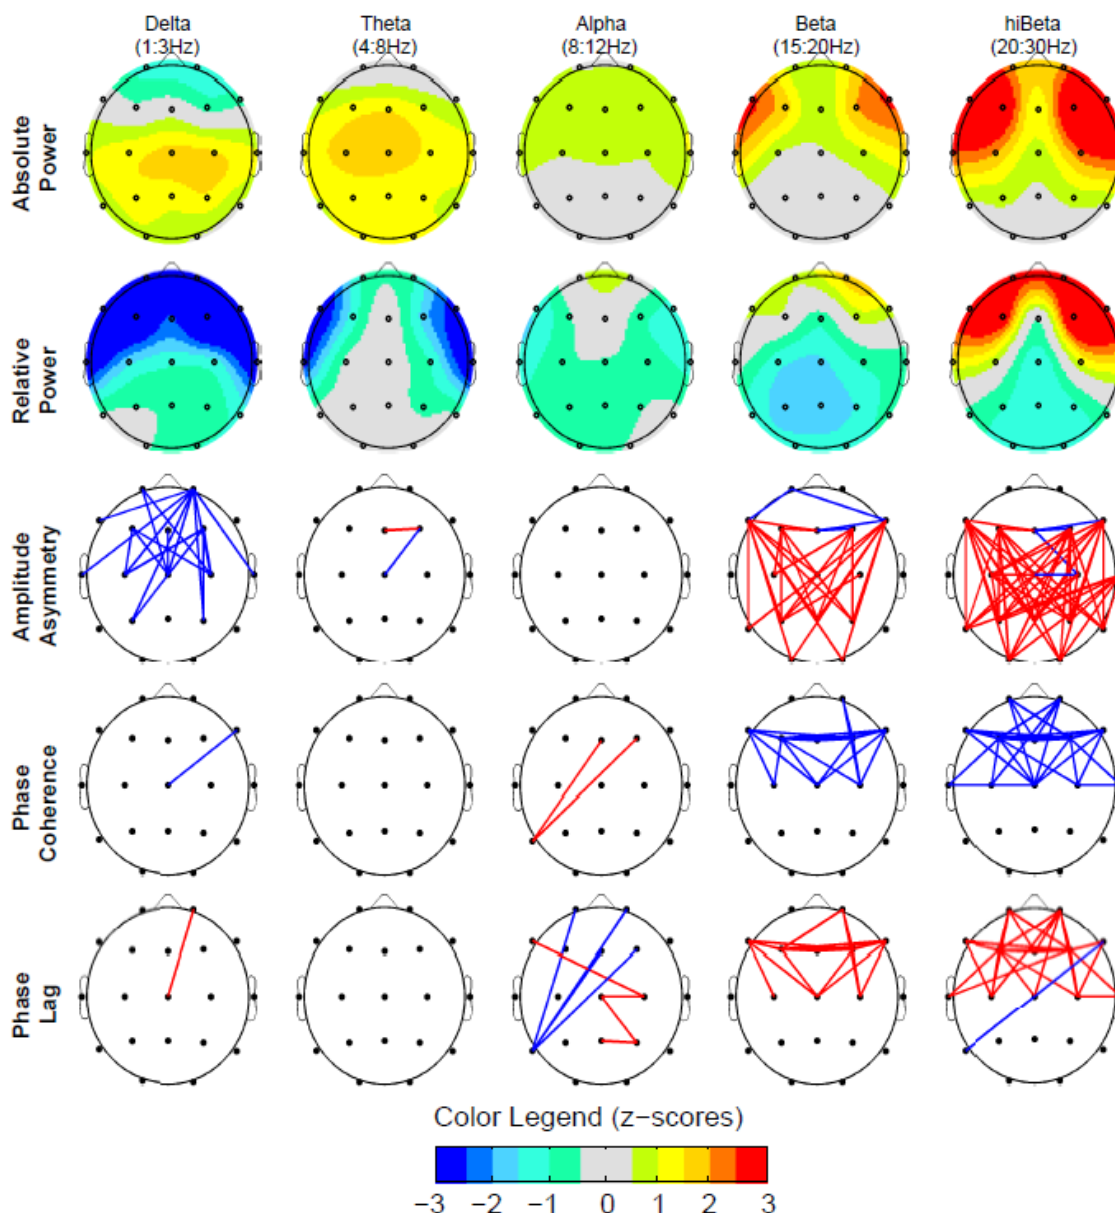 Delta
(1:3Hz)
Theta
(4:8Hz)
Alpha
(8:12Hz)
Beta
(15:20Hz)
hiBeta
(20:30Hz)
Absolute
Power
Relative
Power
Amplitude
Asymmetry
Phase
Coherence
Phase
Lag
Color Legend (z-scores)
-3 -2 -1 0 1 2 3